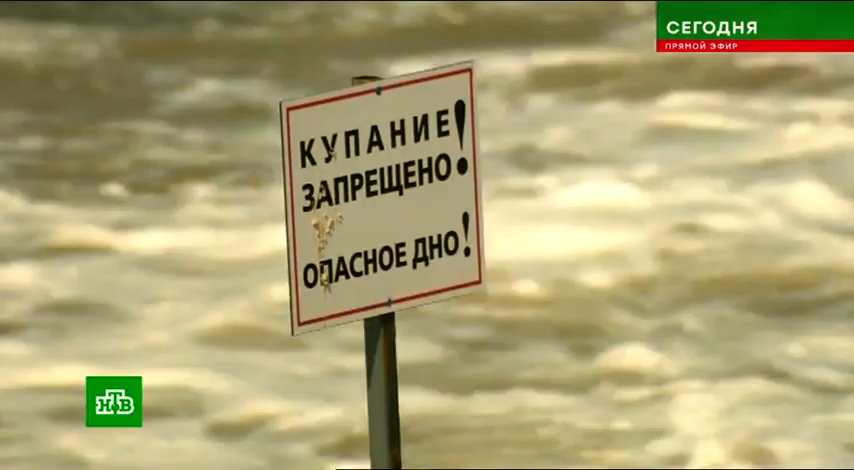 СЕГОДНЯ
ПРЯМОЙ ЭФИР
КУПАНИЕ!
ЗАПРЕЩЕНО!
ОПАСНОЕ ДНО!
НТВ